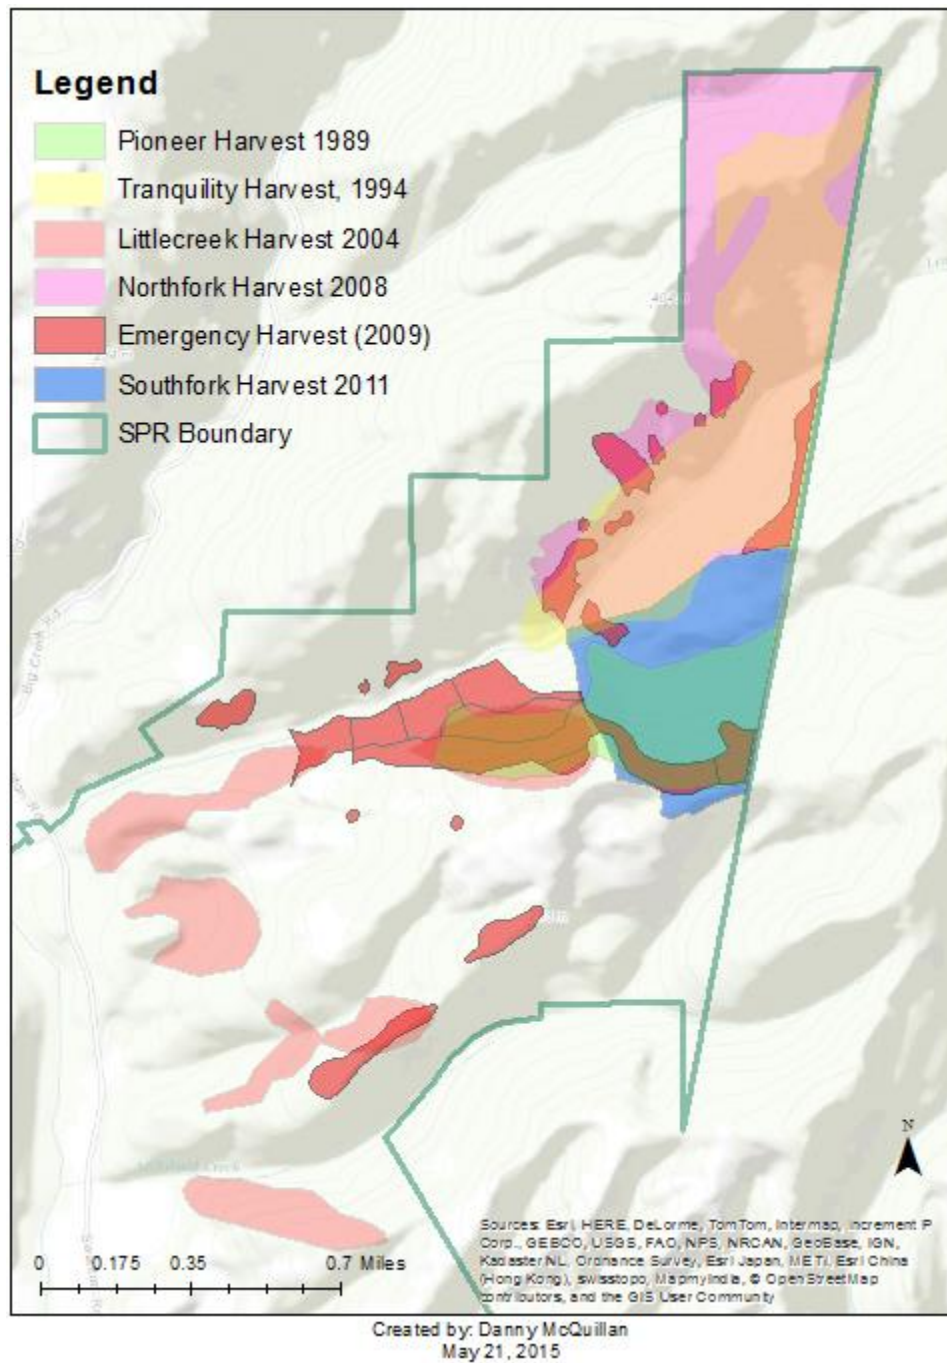 Legend
Pioneer Harvest 1989
Tranquility Harvest, 1994
Littlecreek Harvest 2004
Northfork Harvest 2008
Emergency Harvest (2009)
Southfork Harvest 2011
SPR Boundary
Big Creek Rd
N
0 0.175 0.35 0.7 Miles
Sources: Esri, HERE, DeLorme, TomTom, Intermap, increment P
Corp., GEBCO, USGS, FAO, NPS, NRCAN, GeoBase, IGN,
Kadaster NL, Ordnance Survey, Esri Japan, METI, Esri China
(Hong Kong), swisstopo, MapmyIndia, © OpenStreetMap
contributors, and the GIS User Community
Created by: Danny McQuillan
May 21, 2015